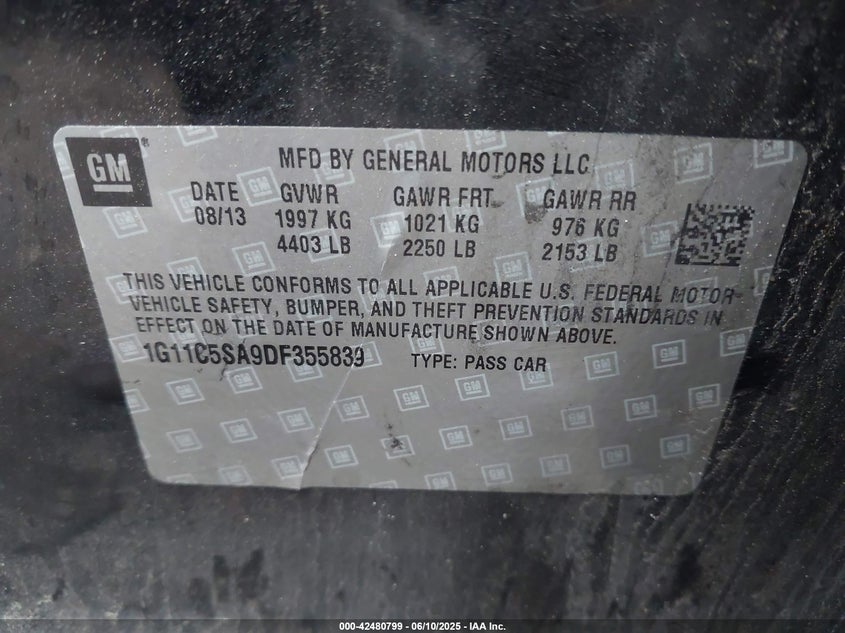 GM
MFD BY GENERAL MOTORS LLC
DATE GVWR GAWR FRT GAWR RR
08/13 1997 KG 1021 KG 976 KG
4403 LB 2250 LB 2153 LB
THIS VEHICLE CONFORMS TO ALL APPLICABLE U.S. FEDERAL MOTOR
VEHICLE SAFETY, BUMPER, AND THEFT PREVENTION STANDARDS IN
EFFECT ON THE DATE OF MANUFACTURE SHOWN ABOVE.
1G11C5SA9DF355839 TYPE: PASS CAR
000-42480799 - 06/10/2025 - IAA Inc.